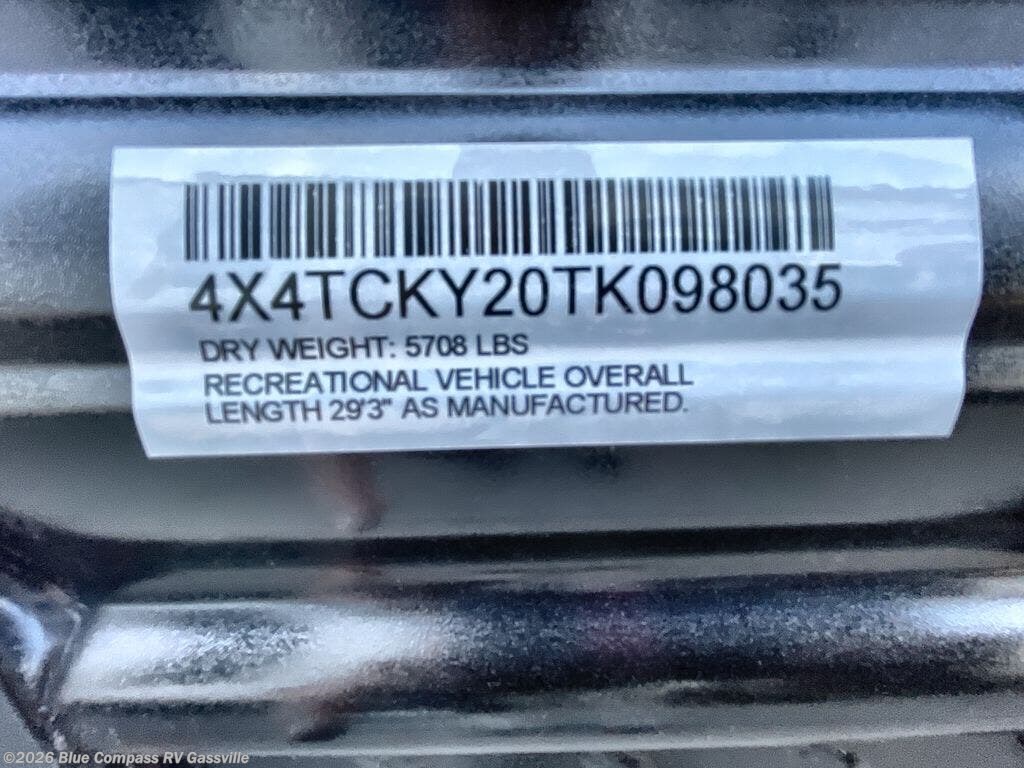 4X4TCKY20TK098035
DRY WEIGHT: 5708 LBS
RECREATIONAL VEHICLE OVERALL
LENGTH 29'3" AS MANUFACTURED.
©2026 Blue Compass RV Gassville